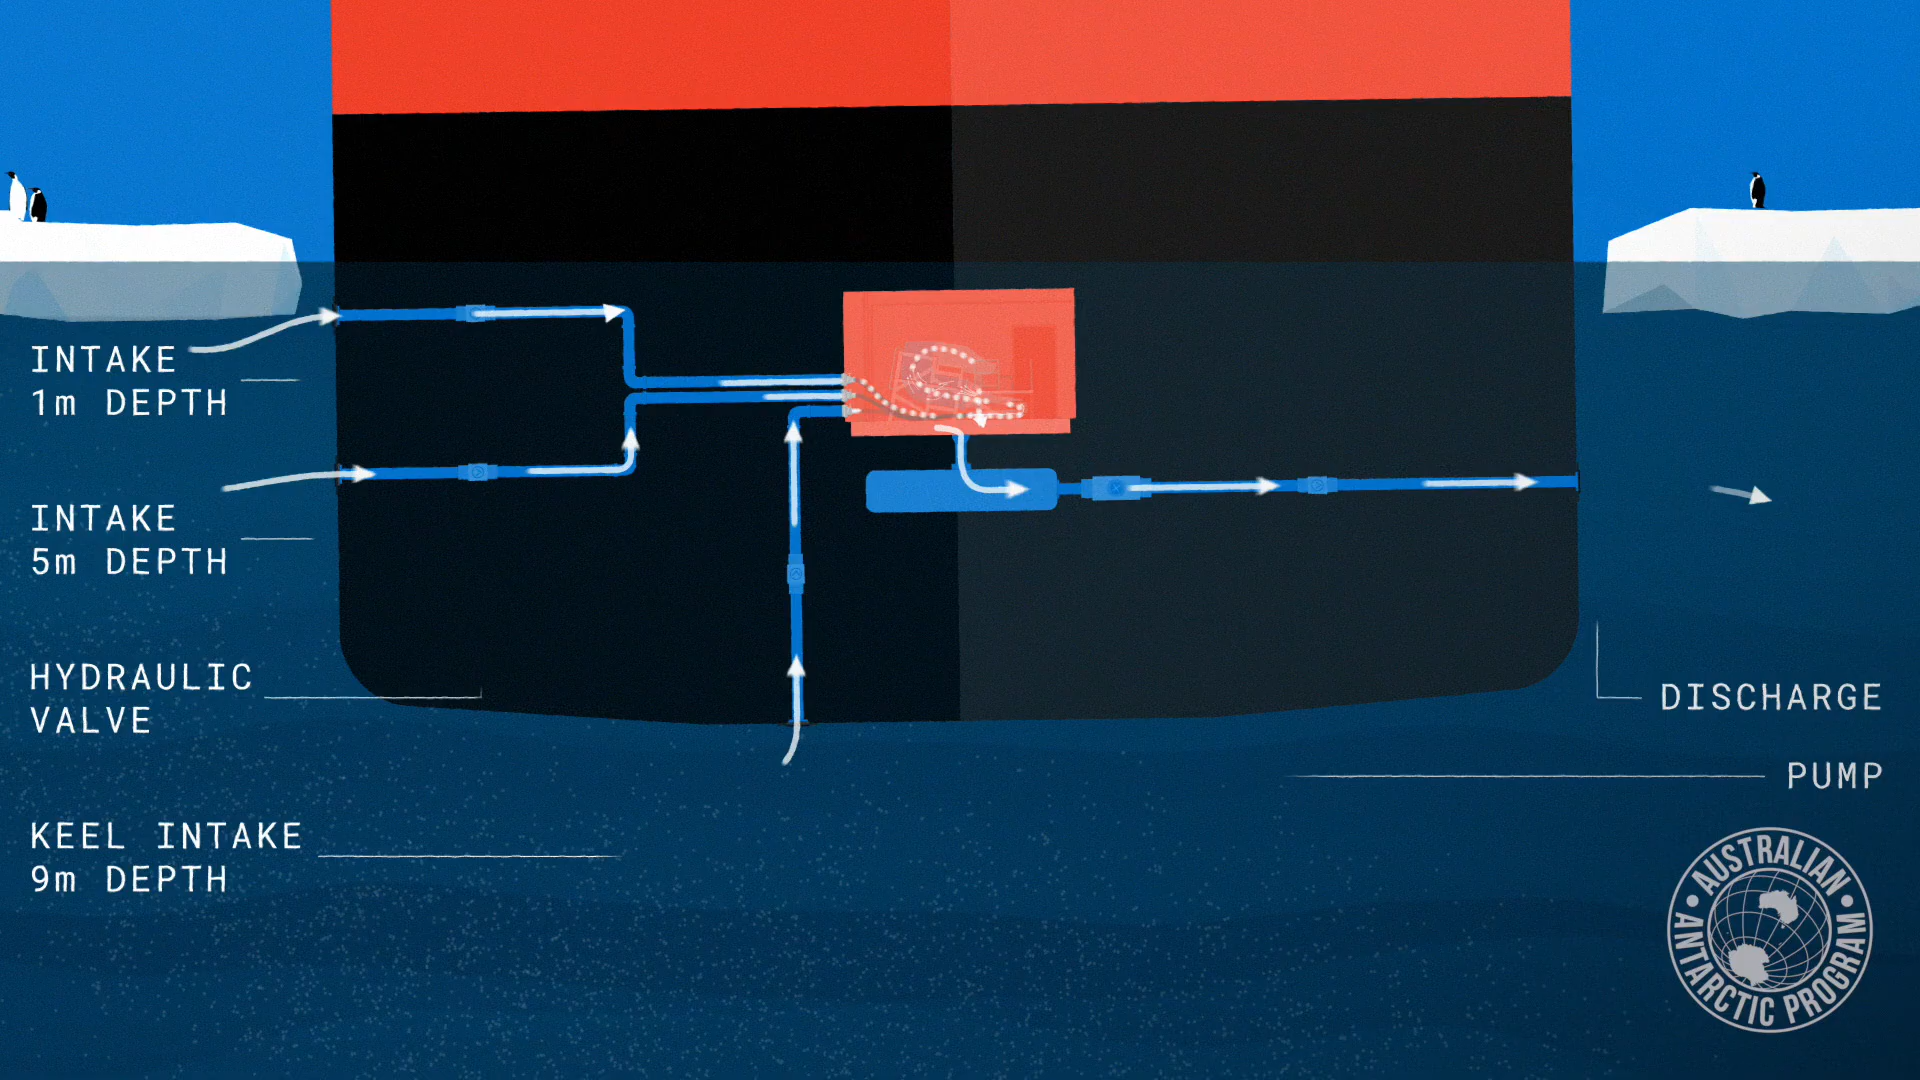 INTAKE
1m DEPTH
INTAKE
5m DEPTH
HYDRAULIC
VALVE
KEEL INTAKE
9m DEPTH
DISCHARGE
PUMP
AUSTRALIAN
ANTARCTIC PROGRAM